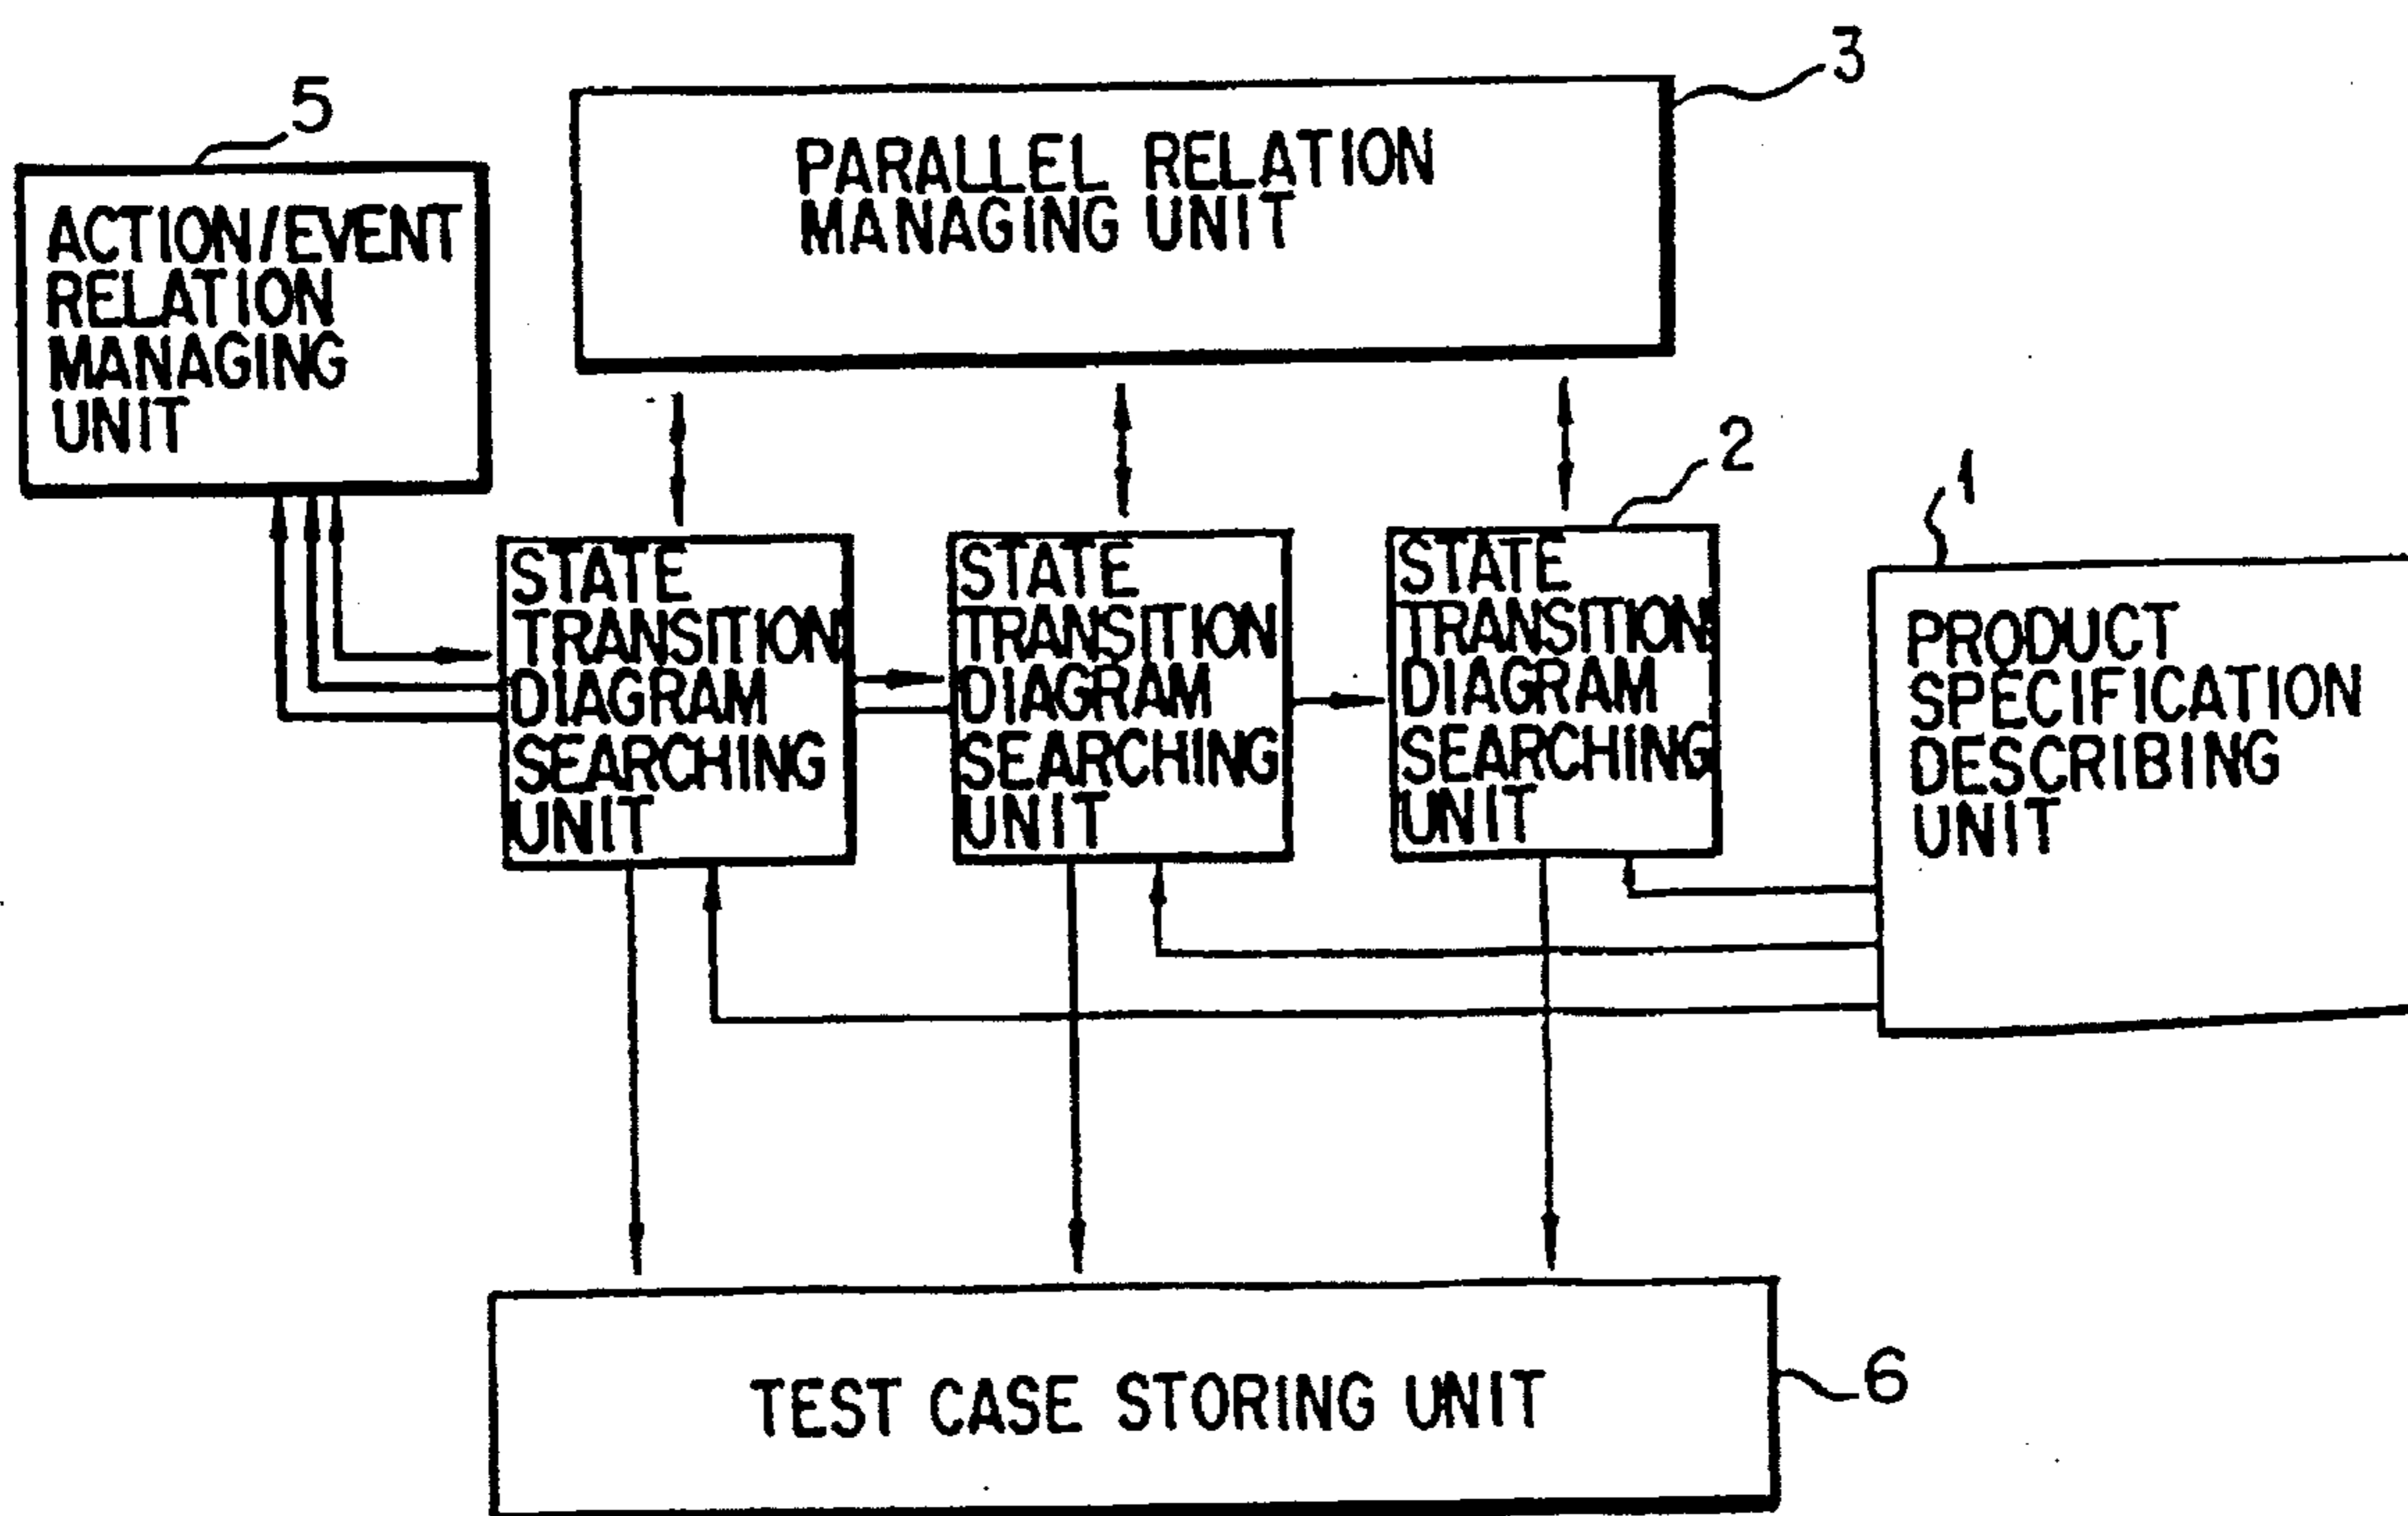 3
5
PARALLEL RELATION
MANAGING UNIT
ACTION/EVENT
RELATION
MANAGING
UNIT
2
1
STATE
TRANSITION
DIAGRAM
SEARCHING
UNIT
STATE
TRANSITION
DIAGRAM
SEARCHING
UNIT
STATE
TRANSITION
DIAGRAM
SEARCHING
UNIT
PRODUCT
SPECIFICATION
DESCRIBING
UNIT
TEST CASE STORING UNIT
6